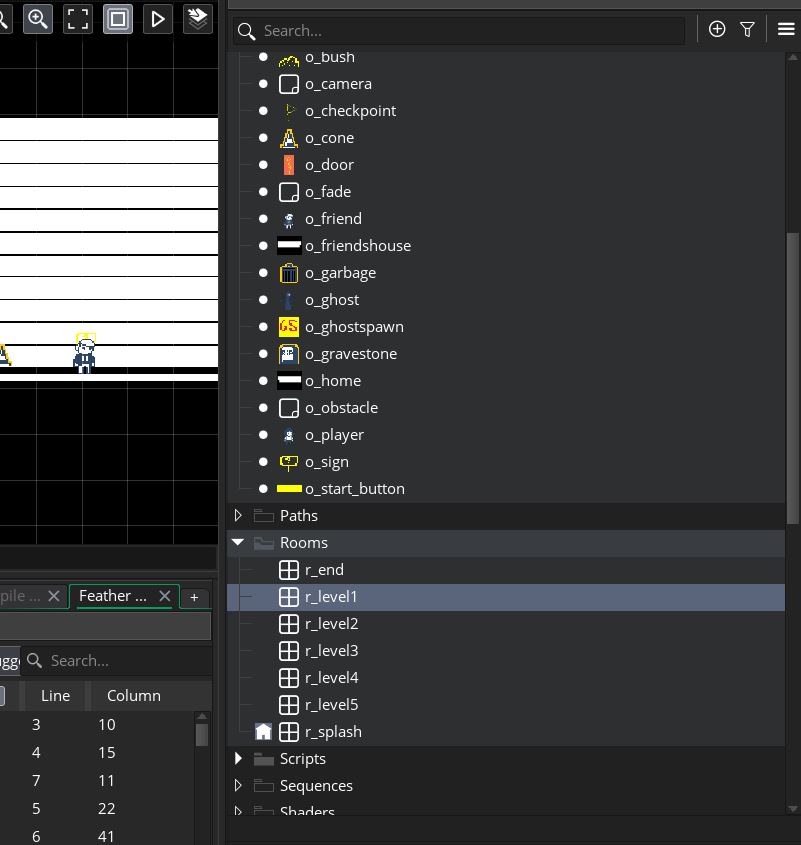 Search...
o_bush
o_camera
o_checkpoint
o_cone
o_door
o_fade
o_friend
o_friendshouse
o_garbage
o_ghost
GS o_ghostspawn
o_gravestone
o_home
o_obstacle
o_player
o_sign
o_start_button
Paths
Rooms
r_end
r_level1
r_level2
r_level3
r_level4
r_level5
r_splash
Scripts
Sequences
Shaders
pile ...
Feather ...
+
ugge
Search...
Line Column
3 10
4 15
7 11
5 22
6 41